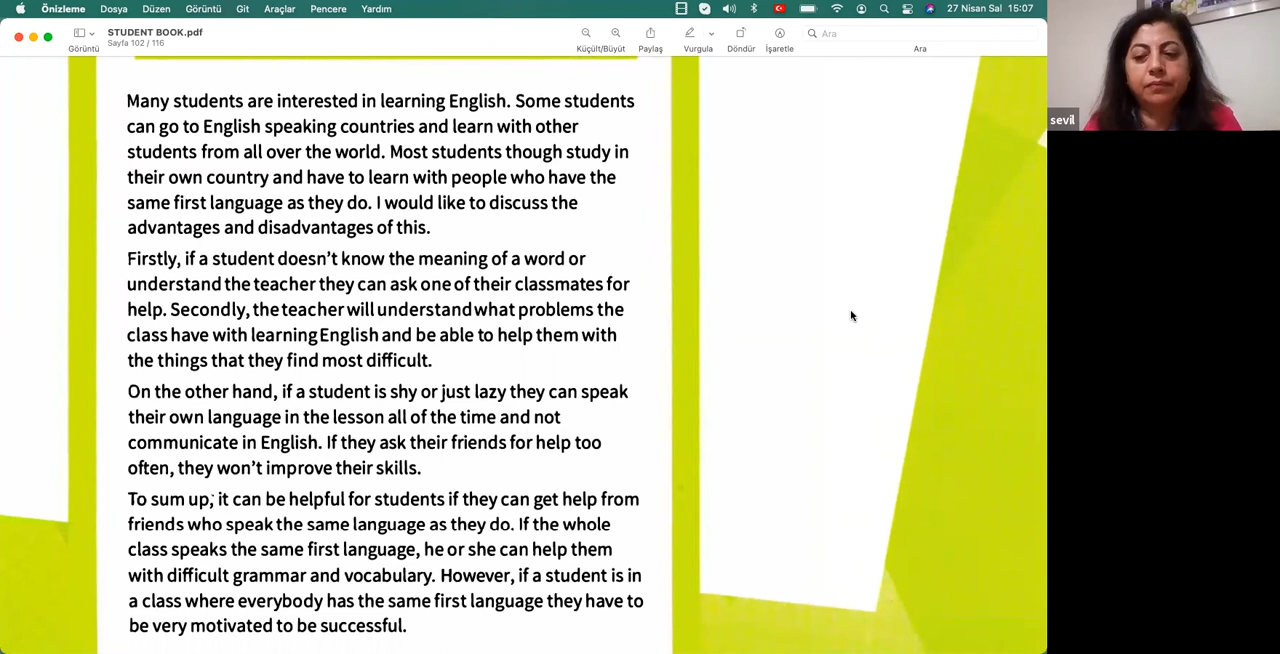 Önizleme Dosya Düzen Görüntü Git Araçlar Pencere Yardım 27 Nisan Sal 15:07
STUDENT BOOK.pdf
Sayfa 102 / 116
Ara
Görüntü Küçült/Büyüt Paylaş Vurgula Döndür İşaretle Ara
sevil
Many students are interested in learning English. Some students
can go to English speaking countries and learn with other
students from all over the world. Most students though study in
their own country and have to learn with people who have the
same first language as they do. I would like to discuss the
advantages and disadvantages of this.
Firstly, if a student doesn't know the meaning of a word or
understand the teacher they can ask one of their classmates for
help. Secondly, the teacher will understand what problems the
class have with learning English and be able to help them with
the things that they find most difficult.
On the other hand, if a student is shy or just lazy they can speak
their own language in the lesson all of the time and not
communicate in English. If they ask their friends for help too
often, they won't improve their skills.
To sum up, it can be helpful for students if they can get help from
friends who speak the same language as they do. If the whole
class speaks the same first language, he or she can help them
with difficult grammar and vocabulary. However, if a student is in
a class where everybody has the same first language they have to
be very motivated to be successful.